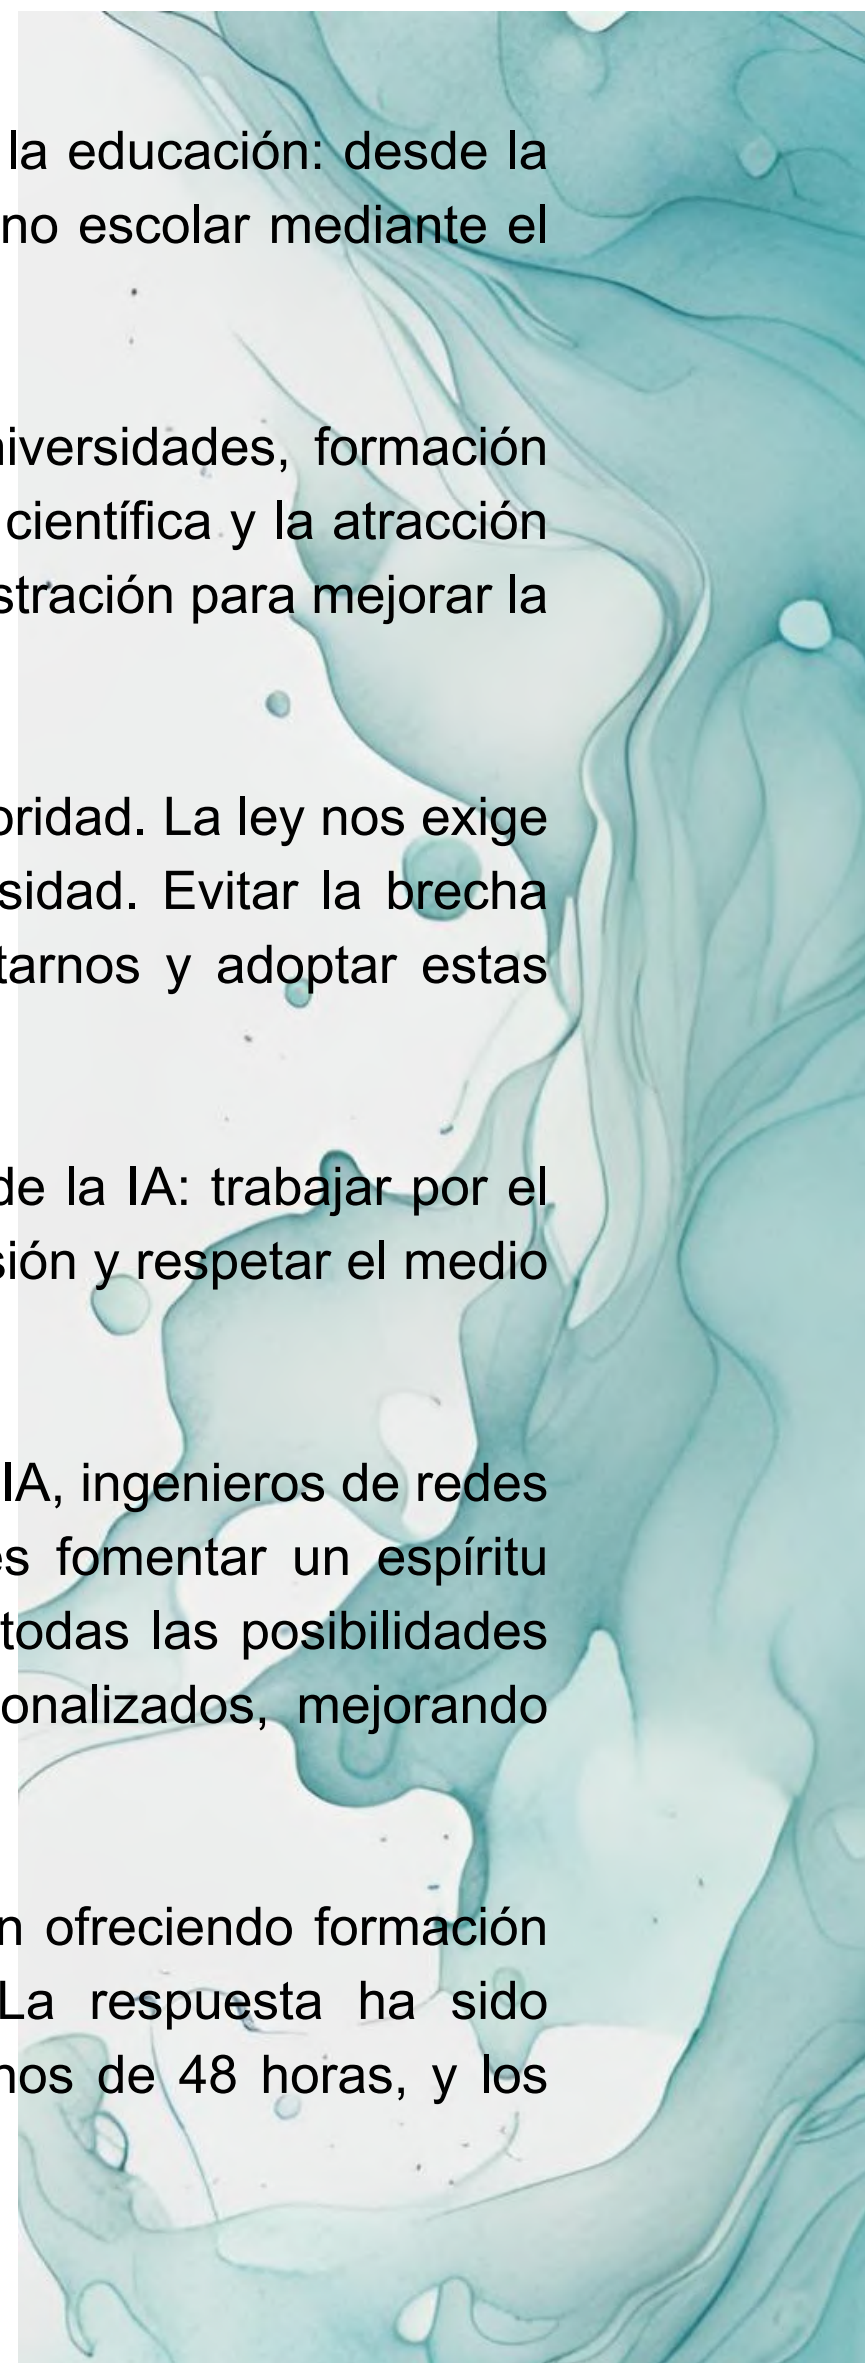 la educación: desde la
no escolar mediante el
niversidades, formación
científica y la atracción
stración para mejorar la
oridad. La ley nos exige
sidad. Evitar la brecha
tarnos y adoptar estas
de la IA: trabajar por el
sión y respetar el medio
IA, ingenieros de redes
es fomentar un espíritu
todas las posibilidades
onalizados, mejorando
n ofreciendo formación
La respuesta ha sido
nos de 48 horas, y los